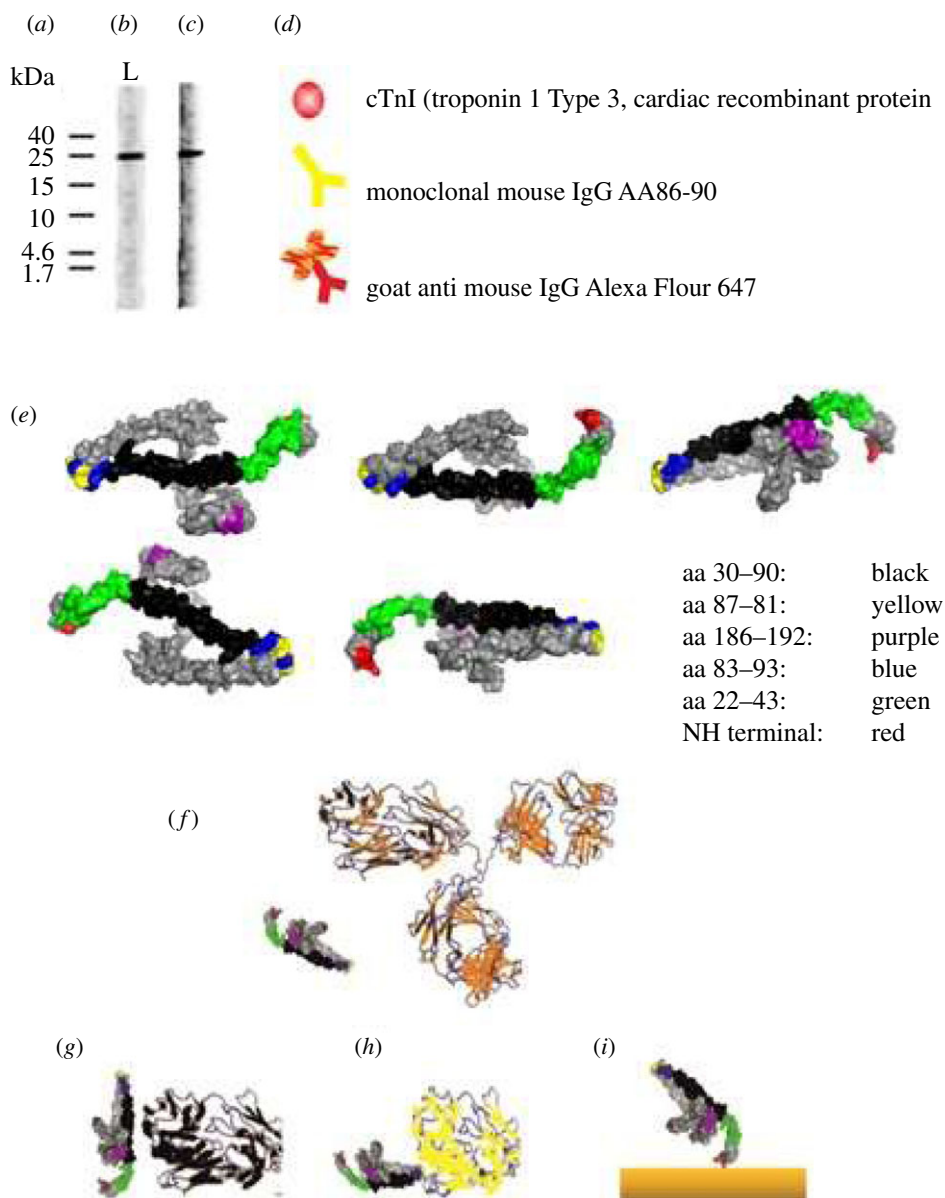 (a) (b) (c) (d)
kDa L
40
25
15
10
4.6
1.7
cTnI (troponin 1 Type 3, cardiac recombinant protein
monoclonal mouse IgG AA86-90
goat anti mouse IgG Alexa Flour 647
(e)
aa 30–90: black
aa 87–81: yellow
aa 186–192: purple
aa 83–93: blue
aa 22–43: green
NH terminal: red
(f)
(g) (h) (i)